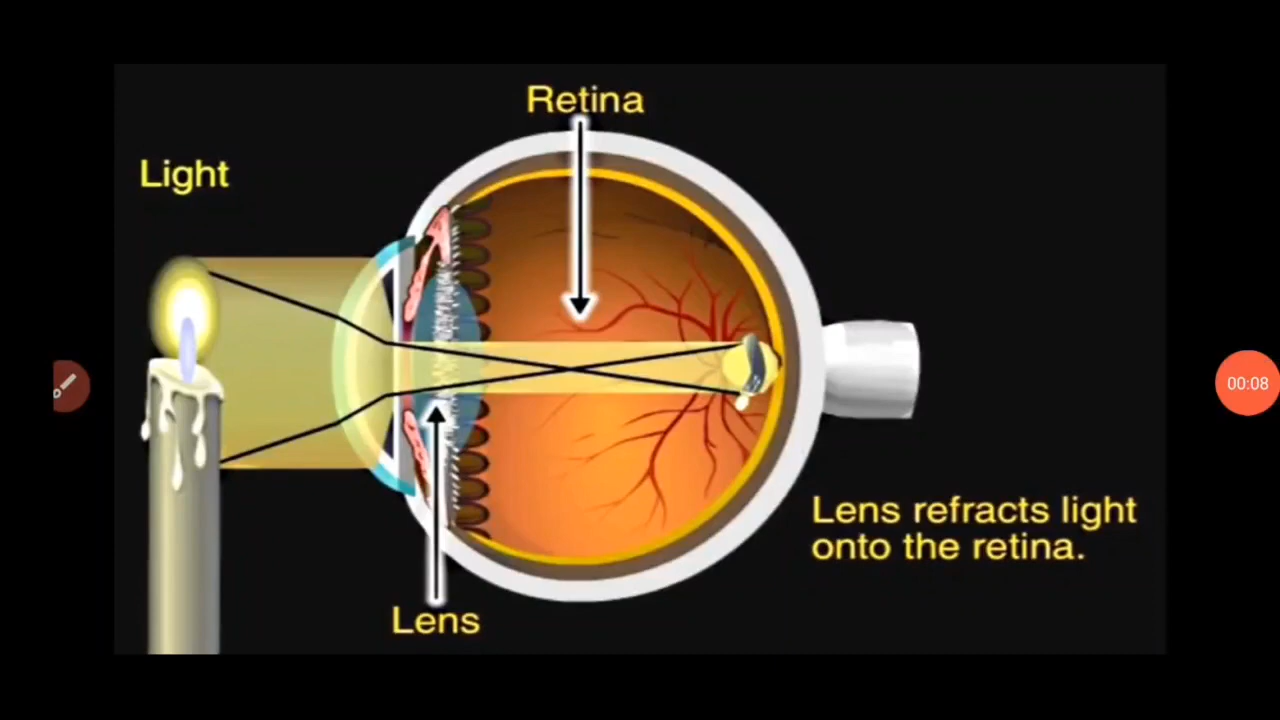 Retina
Light
00:08
Lens refracts light
onto the retina.
Lens